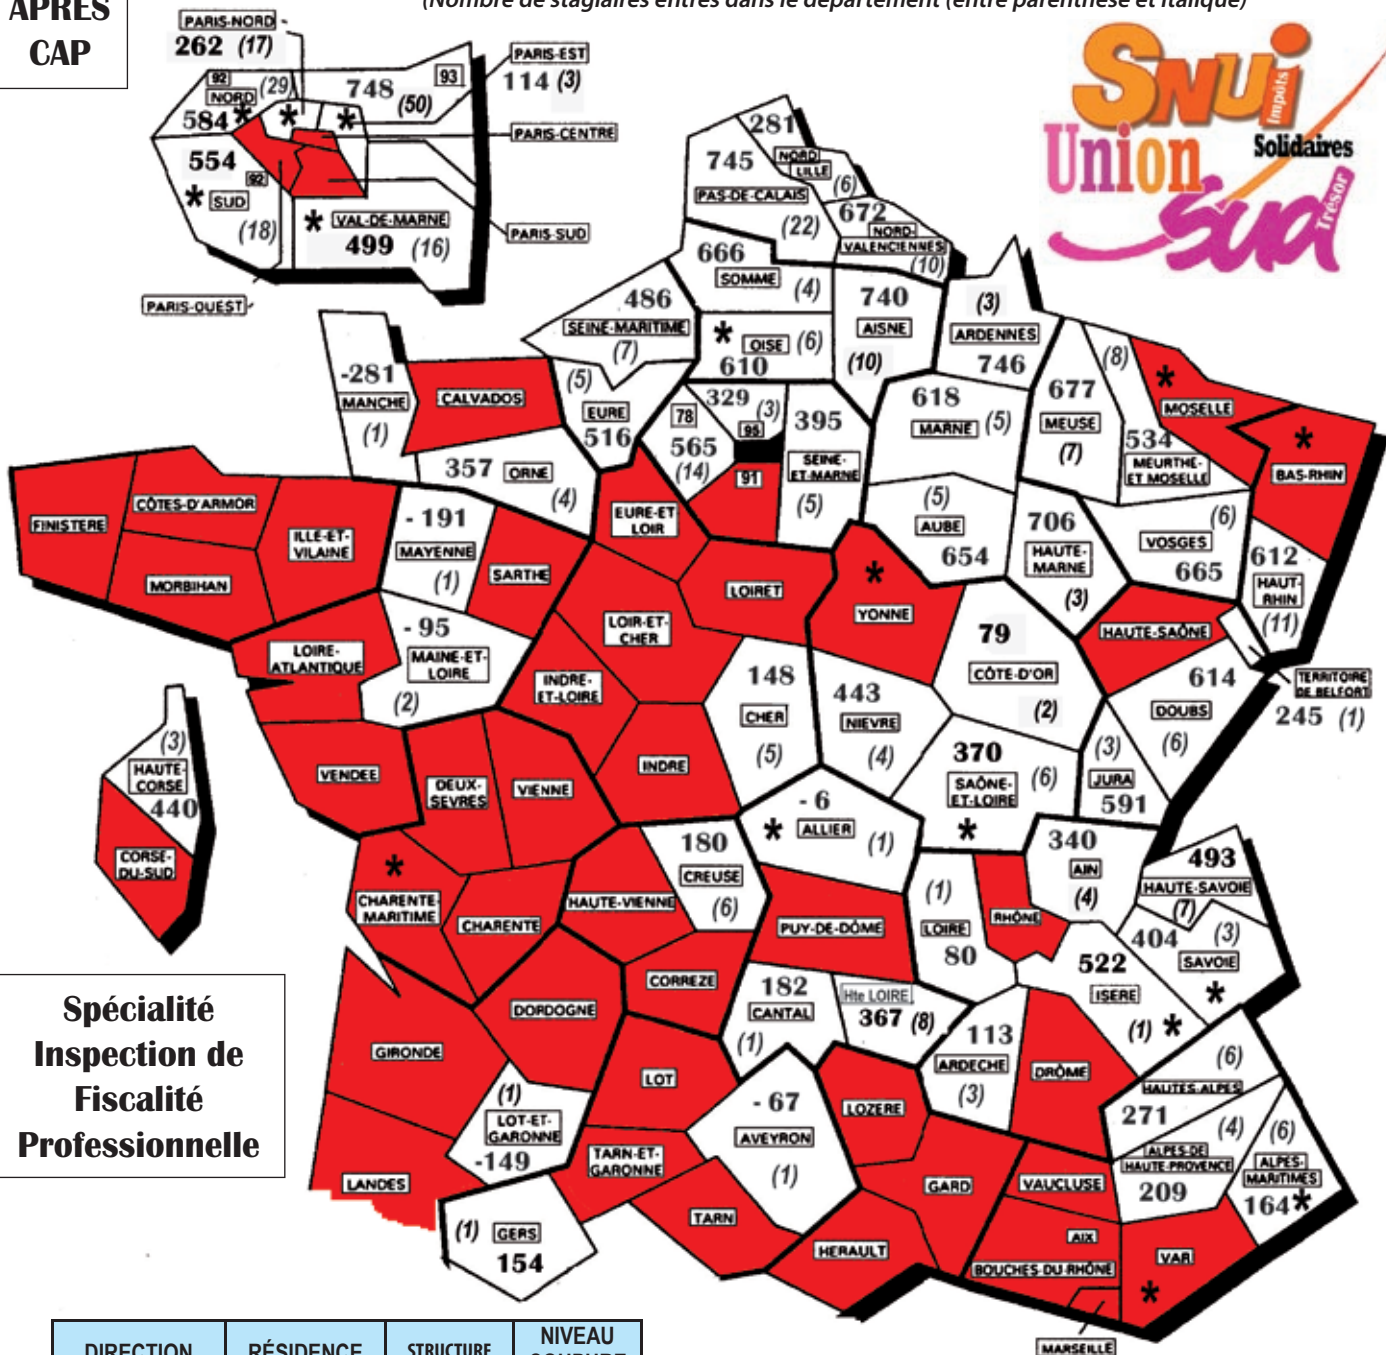 (Nombre de stagiaires entrés dans le département (entre parenthèse et italique)
APRÈS
CAP
PARIS-NORD
262 (17)
PARIS-EST
114 (3)
PARIS-CENTRE
PARIS-SUD
PARIS-OUEST
92
NORD
(29)
584 *
748
(50)
93
*
*
554
92
* SUD
(18)
* VAL-DE-MARNE
499 (16)
SNUi
Impôts
Union
Solidaires
Sud
Trésor
281
NORD
LILLE
(6)
745
PAS-DE-CALAIS
(22)
672
NORD-
VALENCIENNES
(10)
666
SOMME
(4)
486
SEINE-MARITIME
(7)
* OISE (6)
610
740
AISNE
(10)
(3)
ARDENNES
746
-281
MANCHE
(1)
CALVADOS
(5)
EURE
516
329
(3)
95
78
565
(14)
91
395
SEINE-
ET-MARNE
(5)
618
MARNE (5)
677
MEUSE
(7)
(8)
534
MEURTHE-
ET MOSELLE
*
MOSELLE
*
BAS-RHIN
357 ORNE
(4)
FINISTERE
CÔTES-D'ARMOR
MORBIHAN
ILLE-ET-
VILAINE
- 191
MAYENNE
(1)
SARTHE
EURE-ET
LOIR
(5)
AUBE
654
706
HAUTE-
MARNE
(3)
(6)
VOSGES
665
612
HAUT-
RHIN
(11)
LOIRET
*
YONNE
LOIR-ET-
CHER
- 95
MAINE-ET-
LOIRE
(2)
LOIRE-
ATLANTIQUE
INDRE-
ET-LOIRE
79
CÔTE-D'OR
(2)
HAUTE-SAÔNE
TERRITOIRE
DE BELFORT
245 (1)
614
DOUBS
(6)
148
CHER
(5)
443
NIEVRE
(4)
370
SAÔNE-
ET-LOIRE
(6)
*
(3)
JURA
591
(3)
HAUTE-
CORSE
440
CORSE-
DU-SUD
VENDEE
DEUX-
SEVRES
VIENNE
INDRE
- 6
* ALLIER (1)
180
CREUSE
(6)
340
AIN
(4)
493
HAUTE-SAVOIE
(7)
404 (3)
SAVOIE
*
*
CHARENTE-
MARITIME
CHARENTE
HAUTE-VIENNE
PUY-DE-DÔME
(1)
LOIRE
80
RHÔNE
522
ISERE
(1) *
CORREZE
182
CANTAL
(1)
Hte LOIRE
367 (8)
113
ARDECHE
(3)
DRÔME
Spécialité
Inspection de
Fiscalité
Professionnelle
DORDOGNE
GIRONDE
LOT
(1)
LOT-ET-
GARONNE
-149
- 67
AVEYRON
(1)
LOZERE
(6)
HAUTES-ALPES
271
(4)
ALPES-DE
HAUTE-PROVENCE
209
(6)
ALPES-
MARITIMES
164 *
LANDES
TARN-ET-
GARONNE
TARN
GARD
VAUCLUSE
(1) GERS
154
HERAULT
AIX
BOUCHES-DU-RHÔNE
VAR
*
MARSEILLE
DIRECTION RÉSIDENCE STRUCTURE NIVEAU